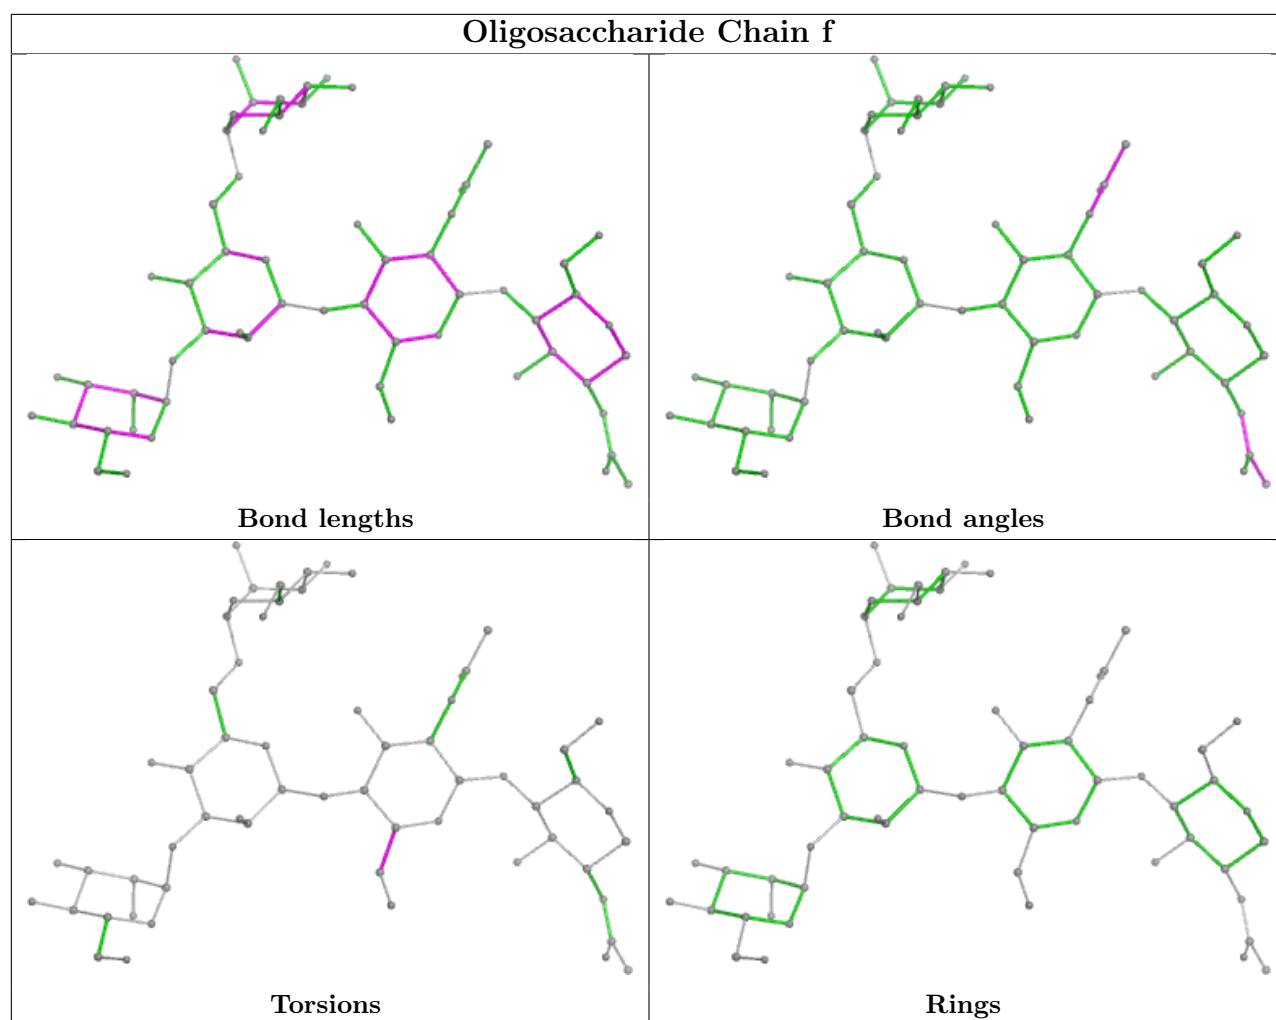 Oligosaccharide Chain f
Bond lengths
Bond angles
Torsions
Rings